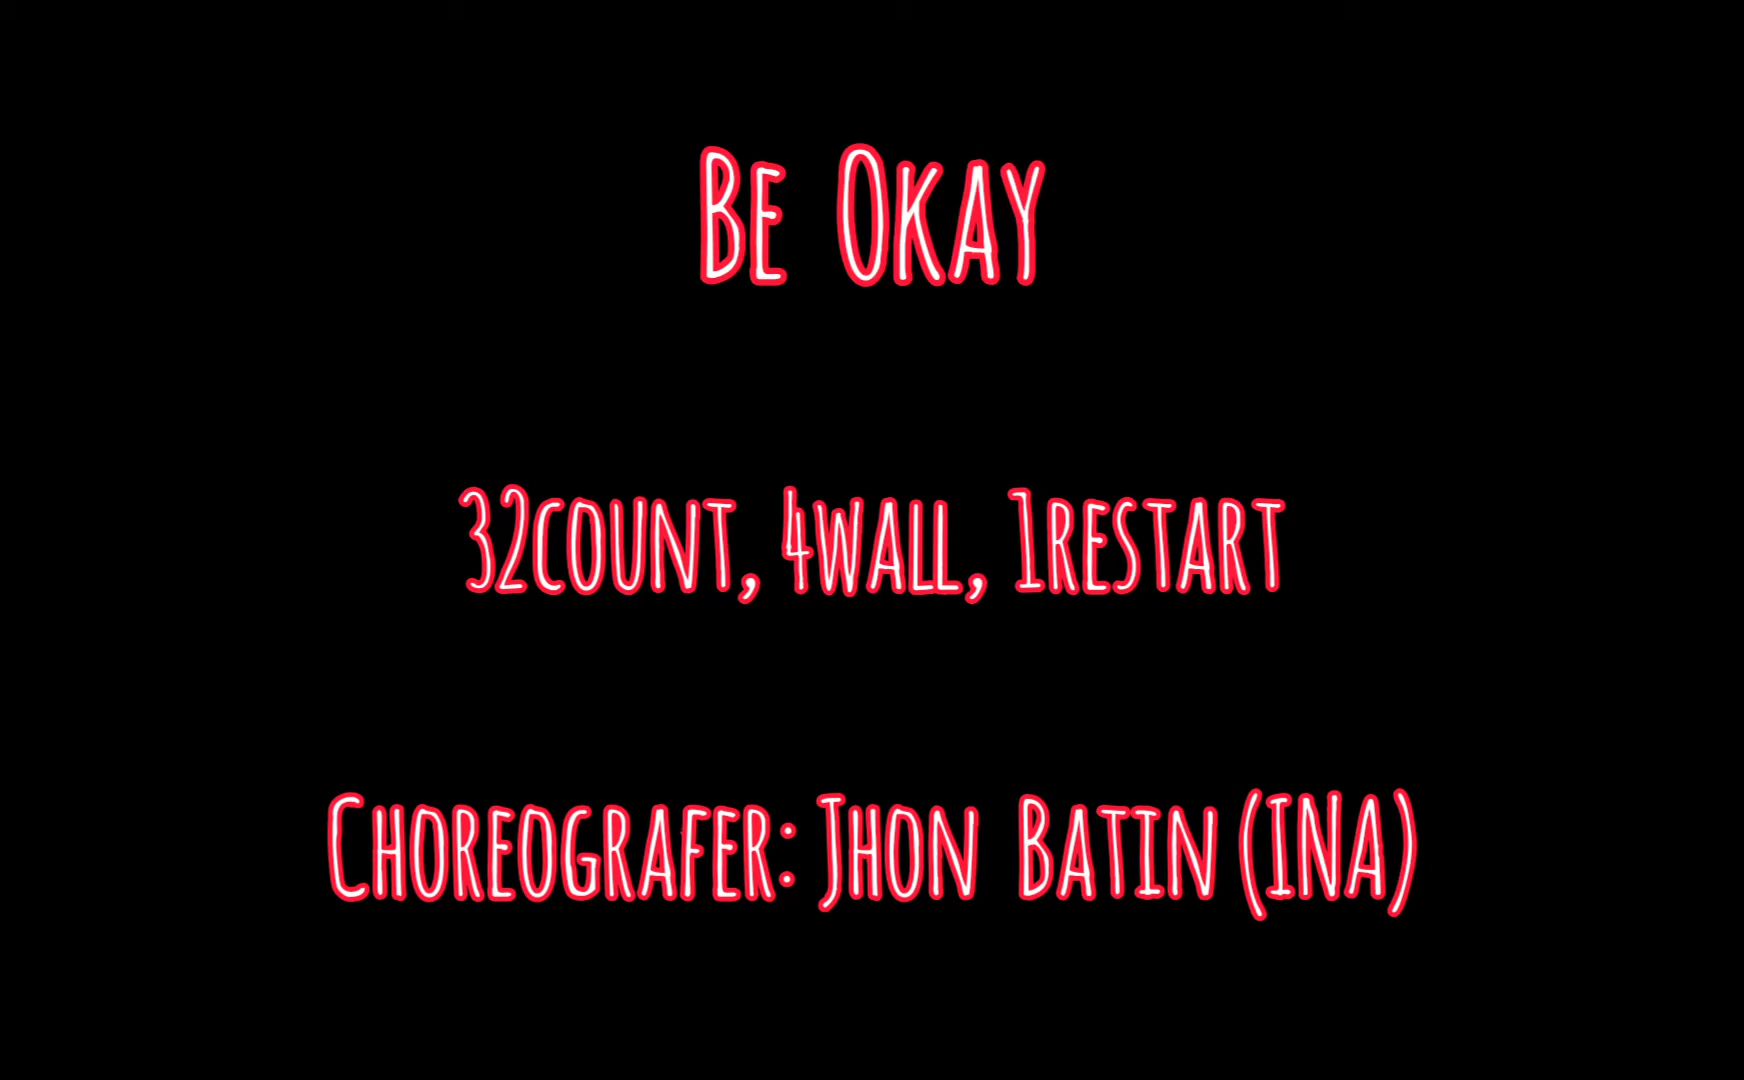 Be Okay
32count, 4wall, 1restart
Choreografer: Jhon Batin (INA)